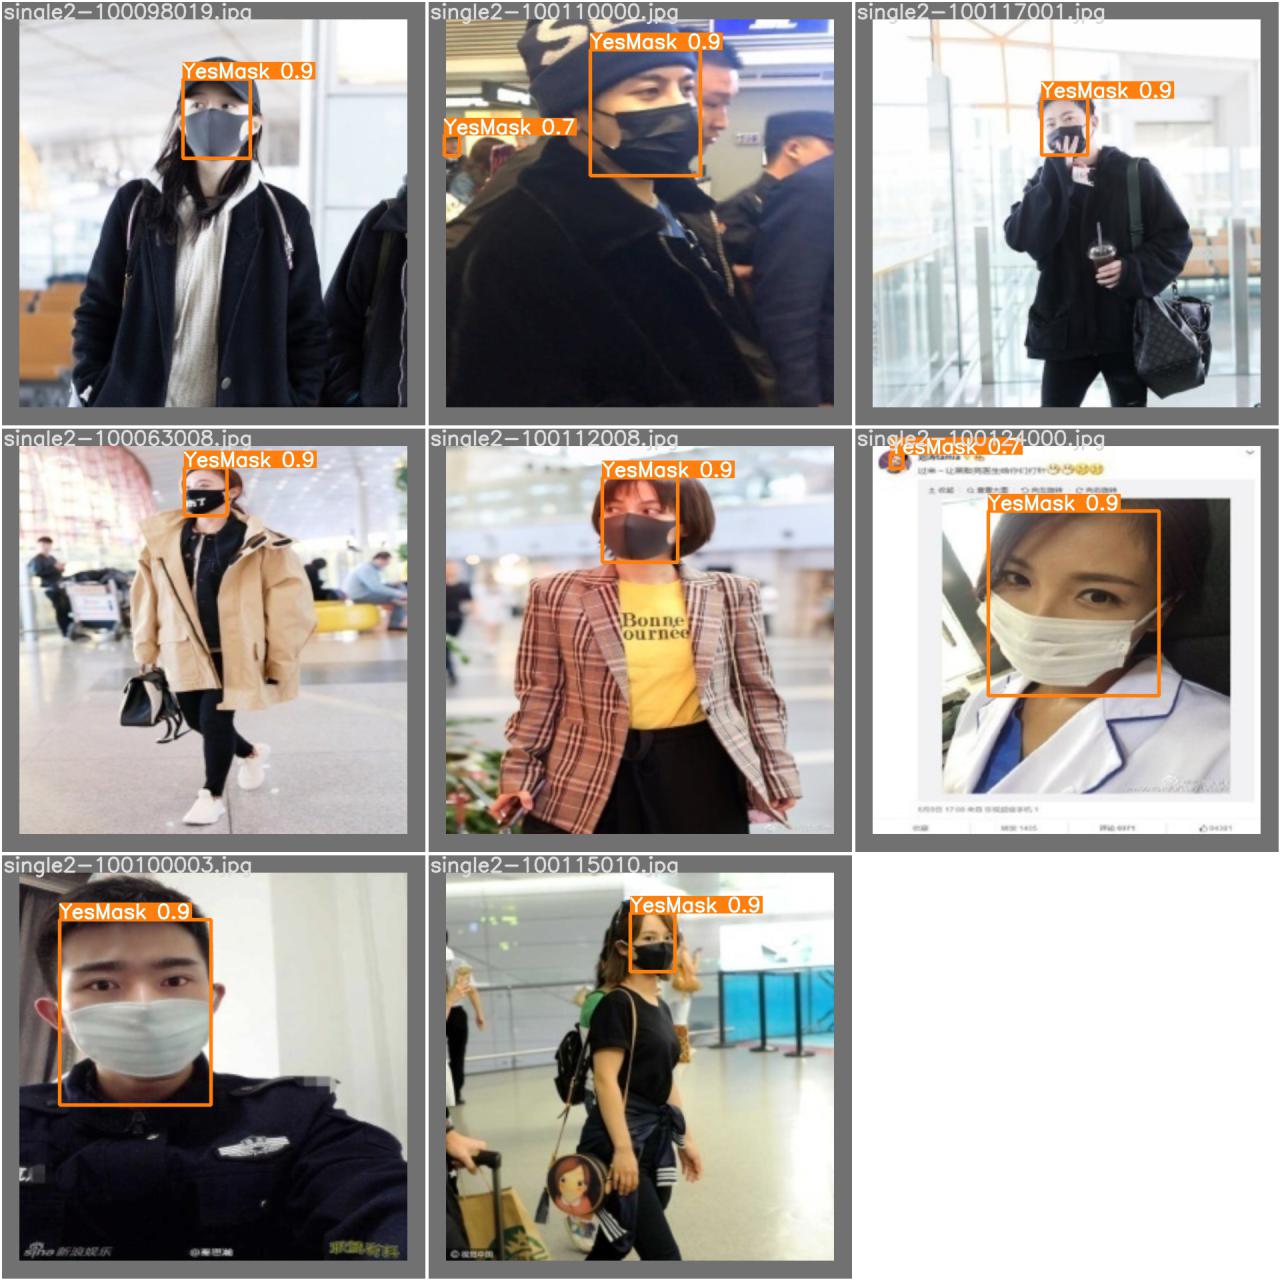 single2-100098019.jpg
YesMask 0.9
single2-100110000.jpg
YesMask 0.9
YesMask 0.7
single2-100117001.jpg
YesMask 0.9
single2-100063008.jpg
YesMask 0.9
single2-100112008.jpg
YesMask 0.9
Bonne
ournée
single2-100124000.jpg
YesMask 0.7
YesMask 0.9
single2-100100003.jpg
YesMask 0.9
sina 新浪娱乐
single2-100115010.jpg
YesMask 0.9